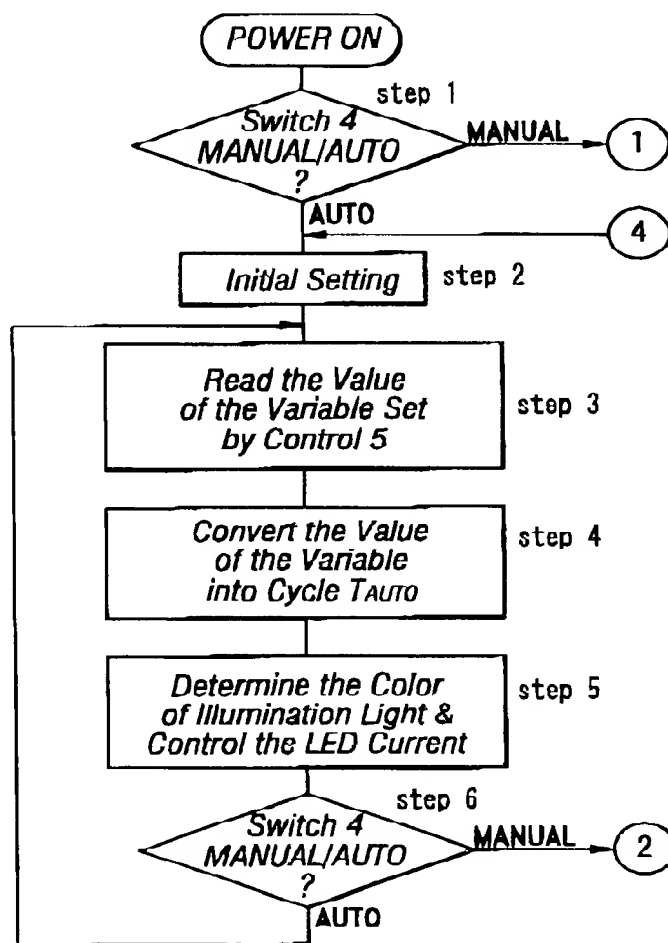 POWER ON
step 1
Switch 4
MANUAL/AUTO
?
MANUAL
1
AUTO
4
Initial Setting
step 2
Read the Value
of the Variable Set
by Control 5
step 3
Convert the Value
of the Variable
into Cycle TAUTO
step 4
Determine the Color
of Illumination Light &
Control the LED Current
step 5
step 6
Switch 4
MANUAL/AUTO
?
MANUAL
2
AUTO